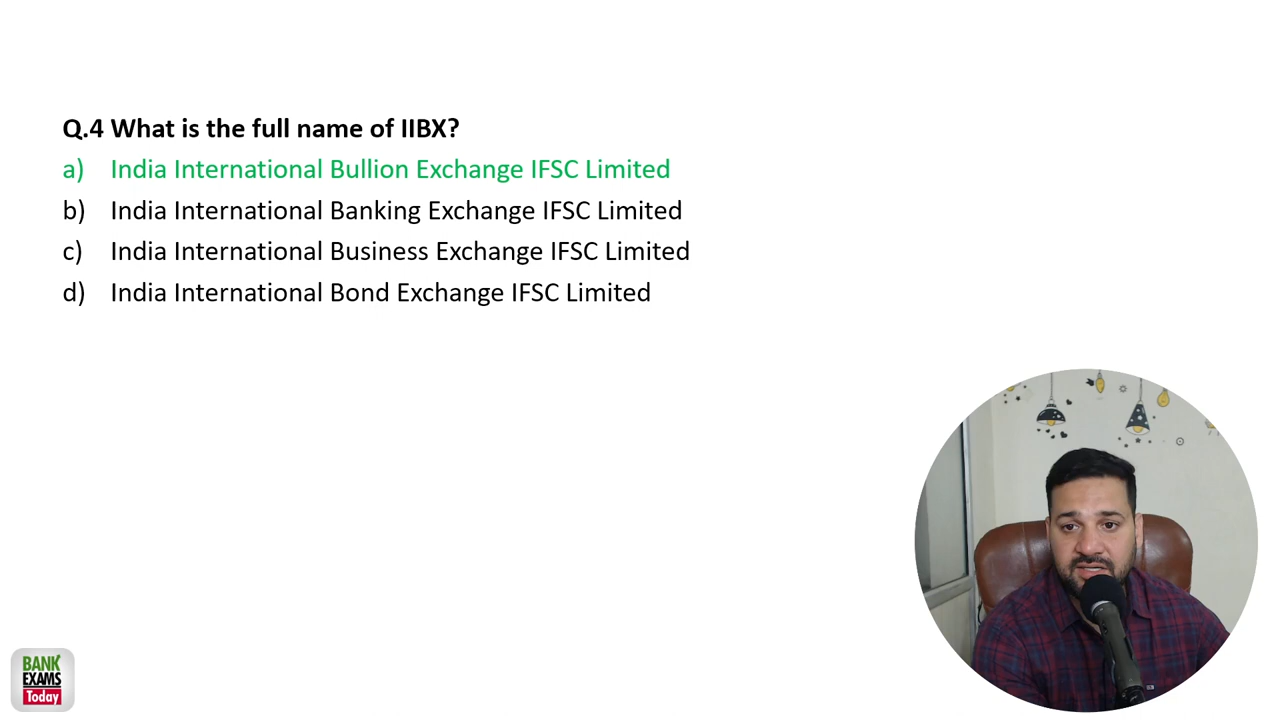 Q.4 What is the full name of IIBX?
a) India International Bullion Exchange IFSC Limited
b) India International Banking Exchange IFSC Limited
c) India International Business Exchange IFSC Limited
d) India International Bond Exchange IFSC Limited
BANK
EXAMS
Today